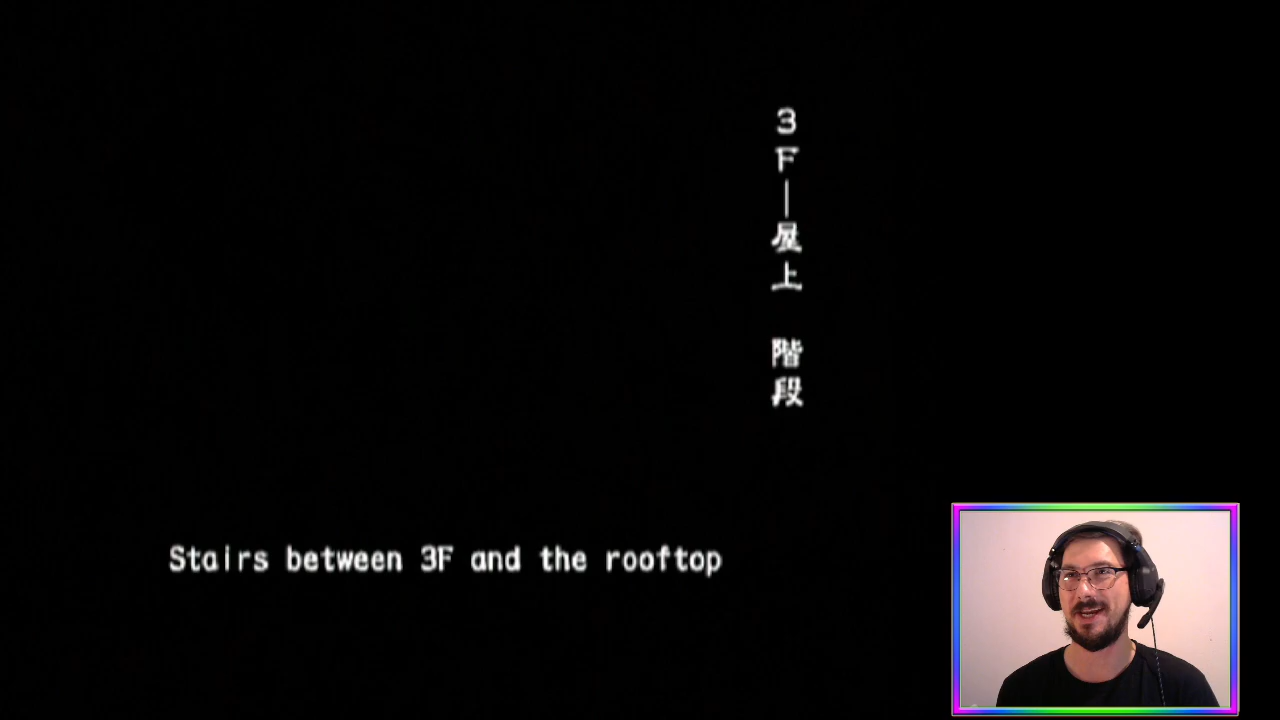 3F―屋上　階段
Stairs between 3F and the rooftop